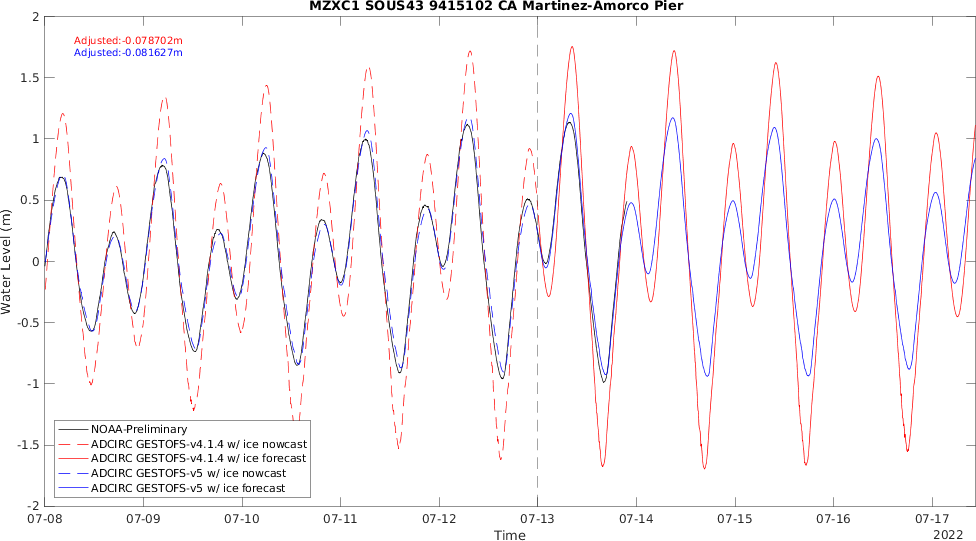 MZXC1 SOUS43 9415102 CA Martinez-Amorco Pier
2
Adjusted:-0.078702m
Adjusted:-0.081627m
1.5
1
0.5
0
-0.5
-1
-1.5
-2
Water Level (m)
NOAA-Preliminary
ADCIRC GESTOFS-v4.1.4 w/ ice nowcast
ADCIRC GESTOFS-v4.1.4 w/ ice forecast
ADCIRC GESTOFS-v5 w/ ice nowcast
ADCIRC GESTOFS-v5 w/ ice forecast
07-08 07-09 07-10 07-11 07-12 07-13 07-14 07-15 07-16 07-17
Time
2022